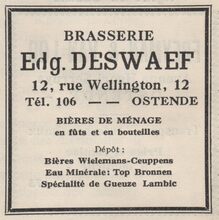 BRASSERIE
Edg. DESWAEF
12, rue Wellington, 12
Tél. 106 — — OSTENDE
BIÈRES DE MÉNAGE
en fûts et en bouteilles
Dépôt :
Bières Wielemans-Ceuppens
Eau Minérale : Top Bronnen
Spécialité de Gueuze Lambic